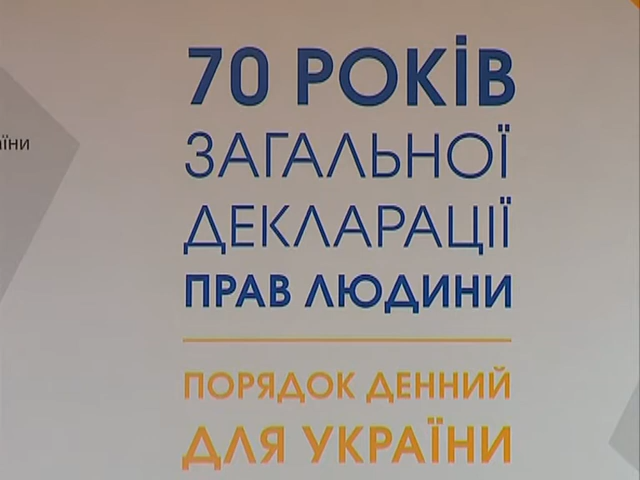 70 РОКІВ
ЗАГАЛЬНОЇ
ДЕКЛАРАЦІЇ
ПРАВ ЛЮДИНИ
ПОРЯДОК ДЕННИЙ
ДЛЯ УКРАЇНИ